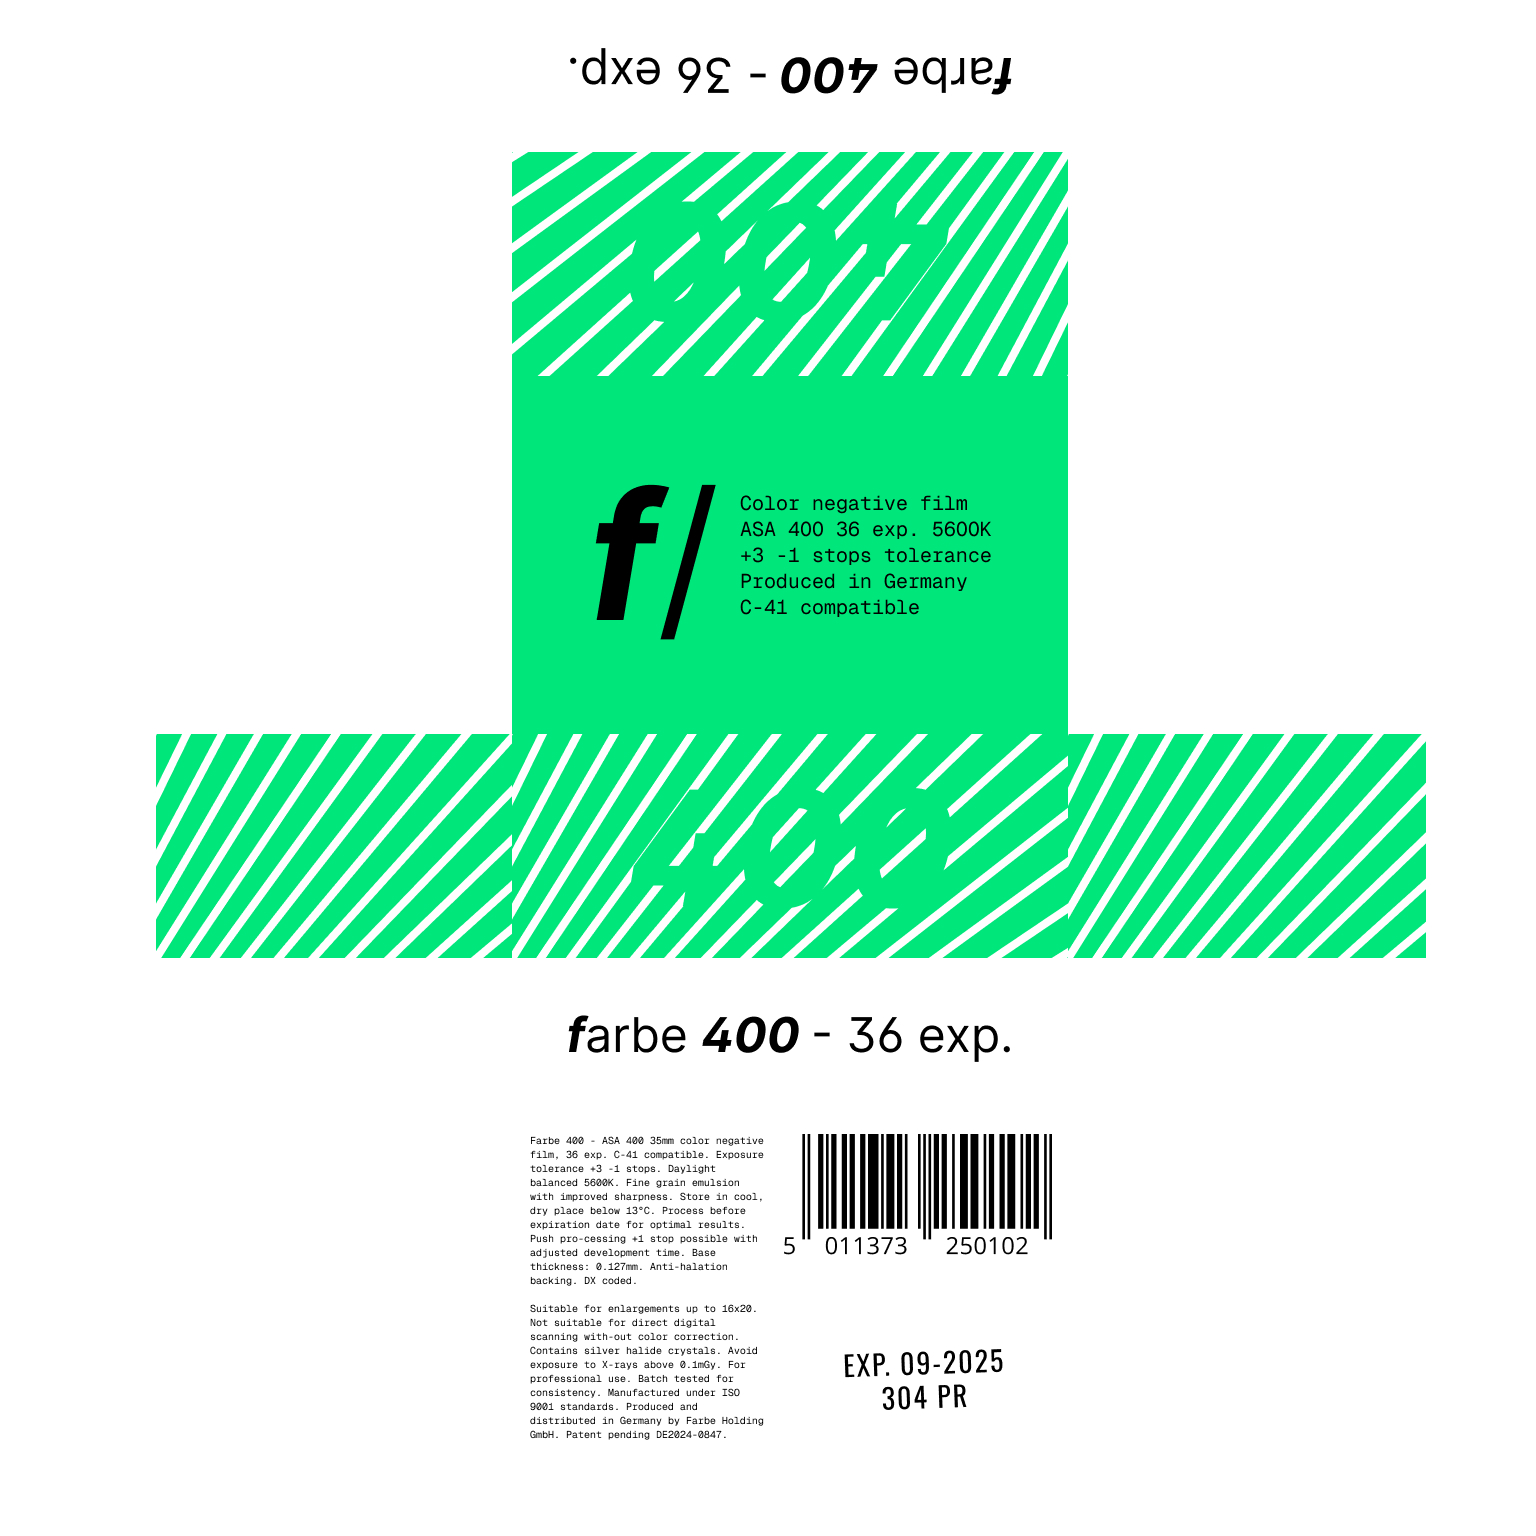 farbe 400 - 36 exp.
400
f/
Color negative film
ASA 400 36 exp. 5600K
+3 -1 stops tolerance
Produced in Germany
C-41 compatible
400
farbe 400 - 36 exp.
Farbe 400 - ASA 400 35mm color negative
film, 36 exp. C-41 compatible. Exposure
tolerance +3 -1 stops. Daylight
balanced 5600K. Fine grain emulsion
with improved sharpness. Store in cool,
dry place below 13°C. Process before
expiration date for optimal results.
Push pro-cessing +1 stop possible with
adjusted development time. Base
thickness: 0.127mm. Anti-halation
backing. DX coded.
Suitable for enlargements up to 16x20.
Not suitable for direct digital
scanning with-out color correction.
Contains silver halide crystals. Avoid
exposure to X-rays above 0.1mGy. For
professional use. Batch tested for
consistency. Manufactured under ISO
9001 standards. Produced and
distributed in Germany by Farbe Holding
GmbH. Patent pending DE2024-0847.
5 011373 250102
EXP. 09-2025
304 PR